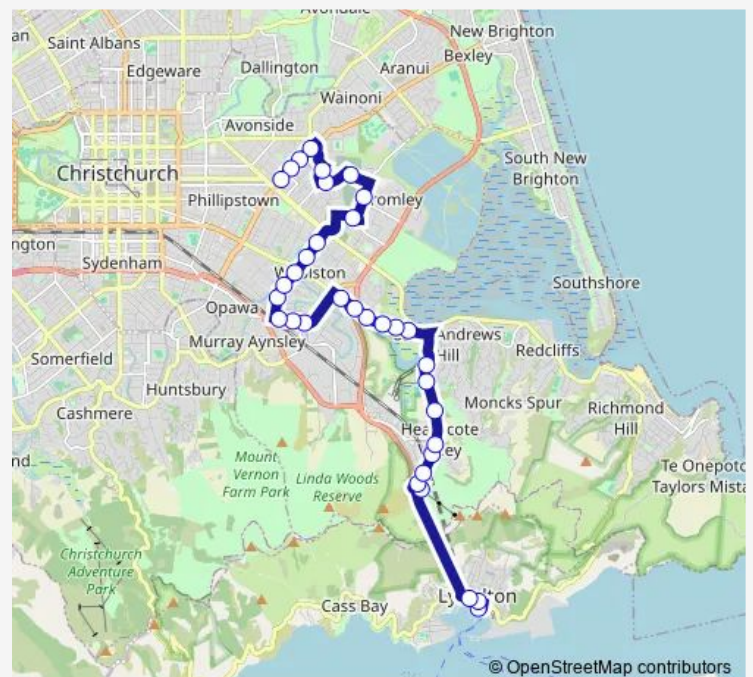 Avondale
New Brighton
Saint Albans
Bexley
Edgeware
Dallington
Aranui
Wainoni
Avonside
South New
Brighton
Christchurch
Phillipstown
Sydenham
Southshore
Opawa
Murray Aynsley
Andrews
Hill
Redcliffs
Somerfield
Huntsbury
Moncks Spur
Richmond
Hill
Cashmere
Mount
Vernon
Farm Park
Linda Woods
Reserve
Te Onepoto
Taylors Mista
Christchurch
Adventure
Park
Cass Bay
© OpenStreetMap contributors